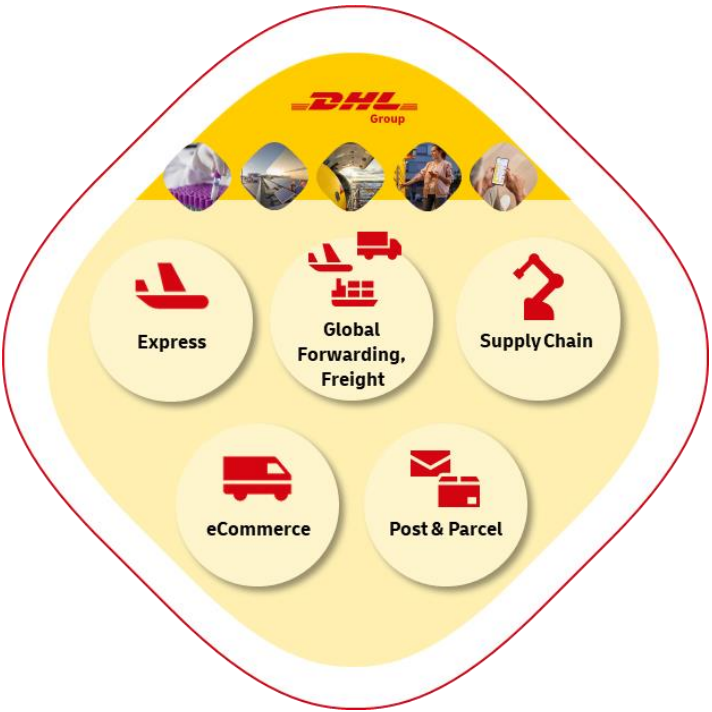 DHL
Group
Express
Global
Forwarding,
Freight
Supply Chain
eCommerce
Post & Parcel